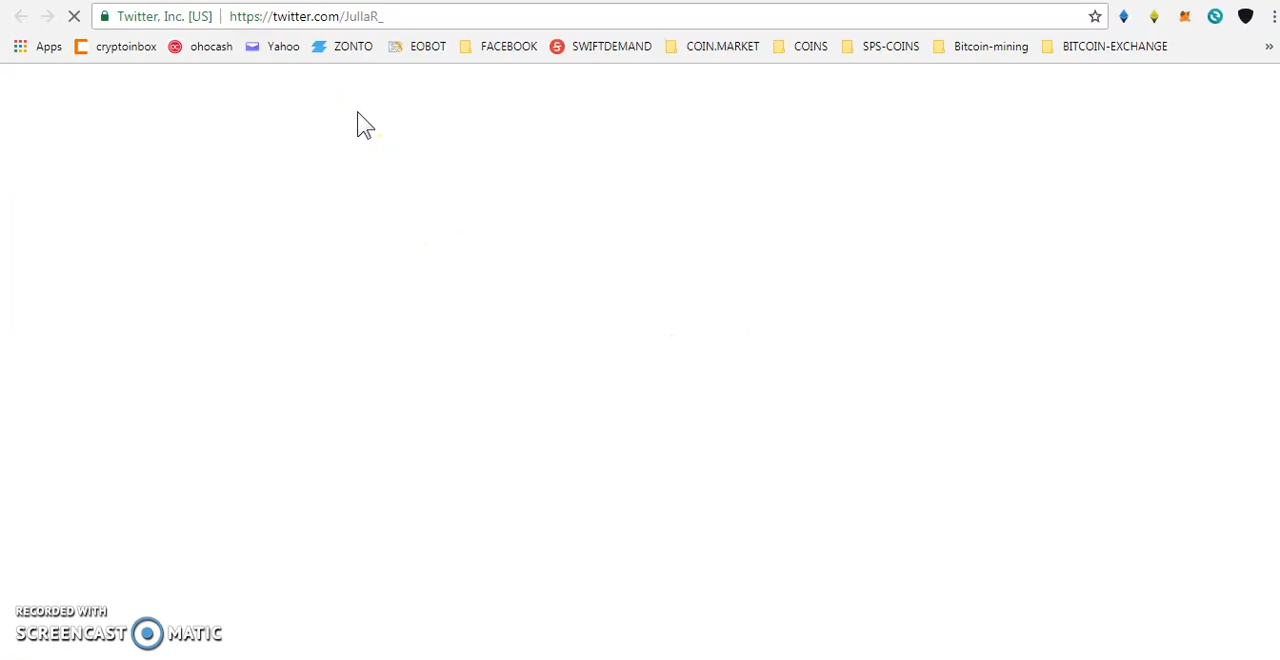 Twitter, Inc. [US] https://twitter.com/JullaR_
Apps cryptoinbox ohocash Yahoo ZONTO EOBOT FACEBOOK SWIFTDEMAND COIN.MARKET COINS SPS-COINS Bitcoin-mining BITCOIN-EXCHANGE »
RECORDED WITH
SCREENCAST MATIC